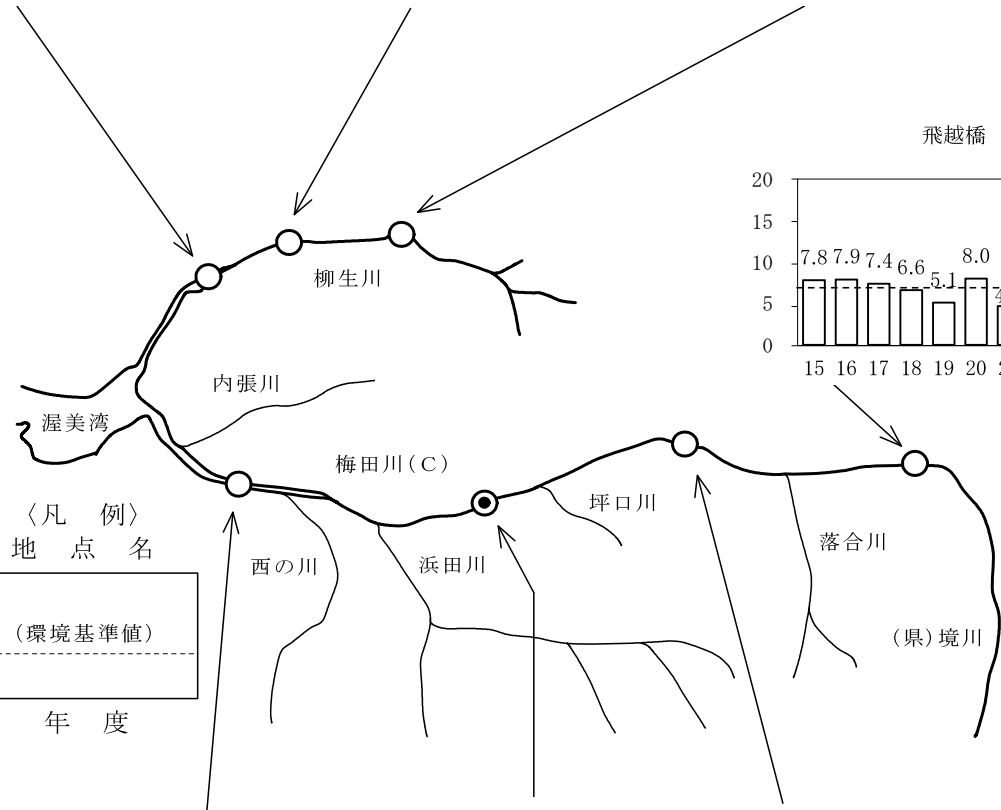 飛越橋
20
15
10
5
0
7.8 7.9 7.4 6.6 5.1 8.0
15 16 17 18 19 20
柳生川
内張川
渥美湾
梅田川(C)
坪口川
落合川
西の川
浜田川
(県)境川
〈凡 例〉
地 点 名
(環境基準値)
年 度